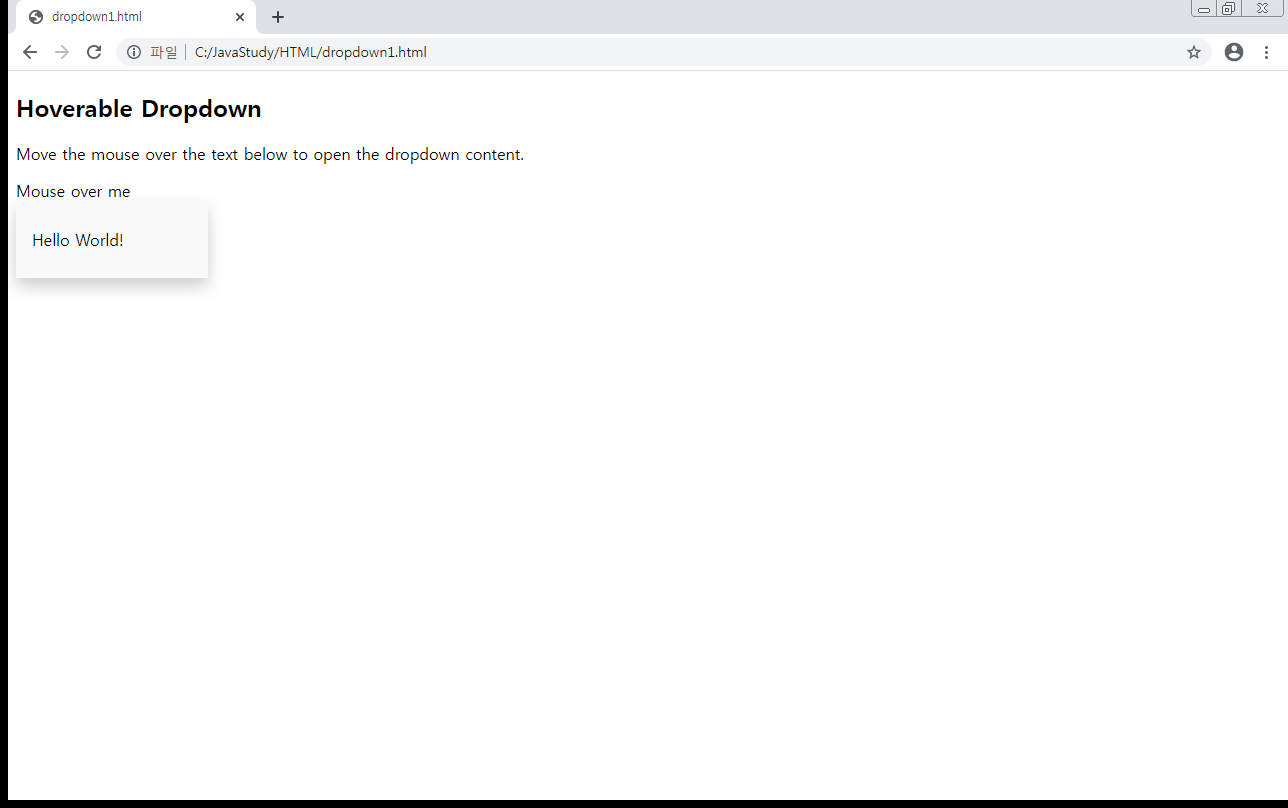 dropdown1.html
파일 C:/JavaStudy/HTML/dropdown1.html
Hoverable Dropdown
Move the mouse over the text below to open the dropdown content.
Mouse over me
Hello World!